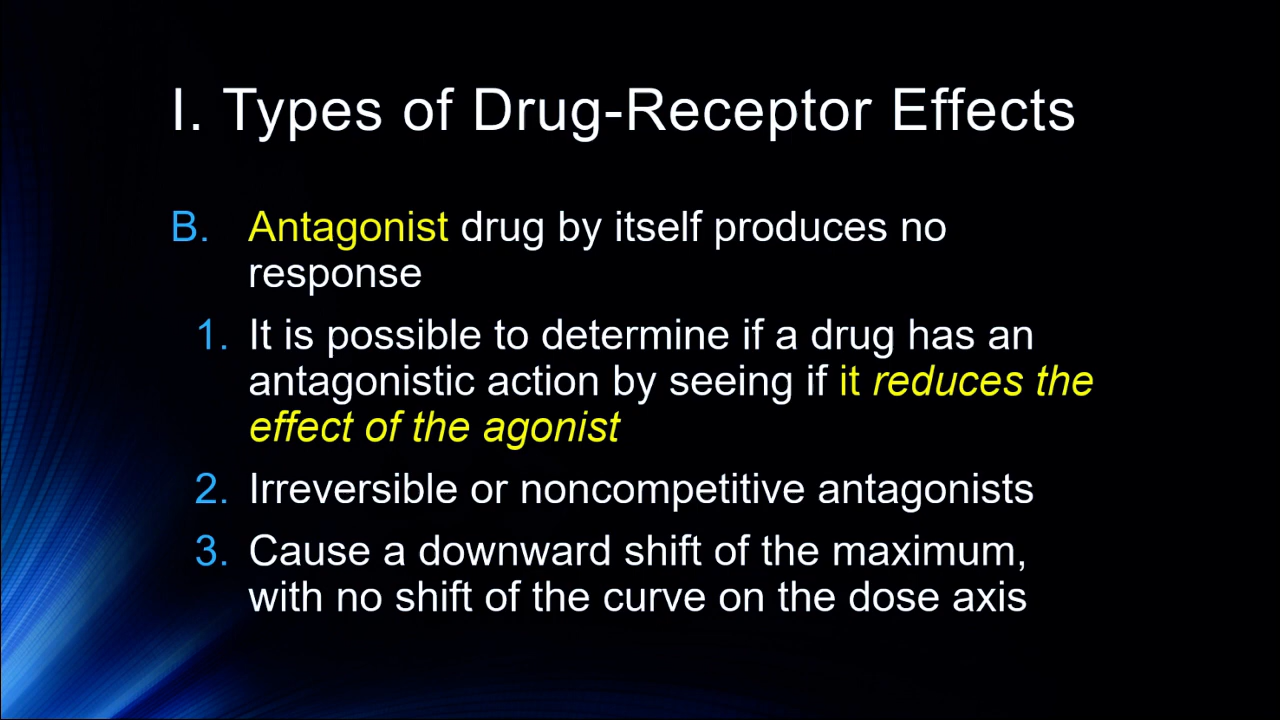 I. Types of Drug-Receptor Effects
B. Antagonist drug by itself produces no
response
1. It is possible to determine if a drug has an
antagonistic action by seeing if it reduces the
effect of the agonist
2. Irreversible or noncompetitive antagonists
3. Cause a downward shift of the maximum,
with no shift of the curve on the dose axis